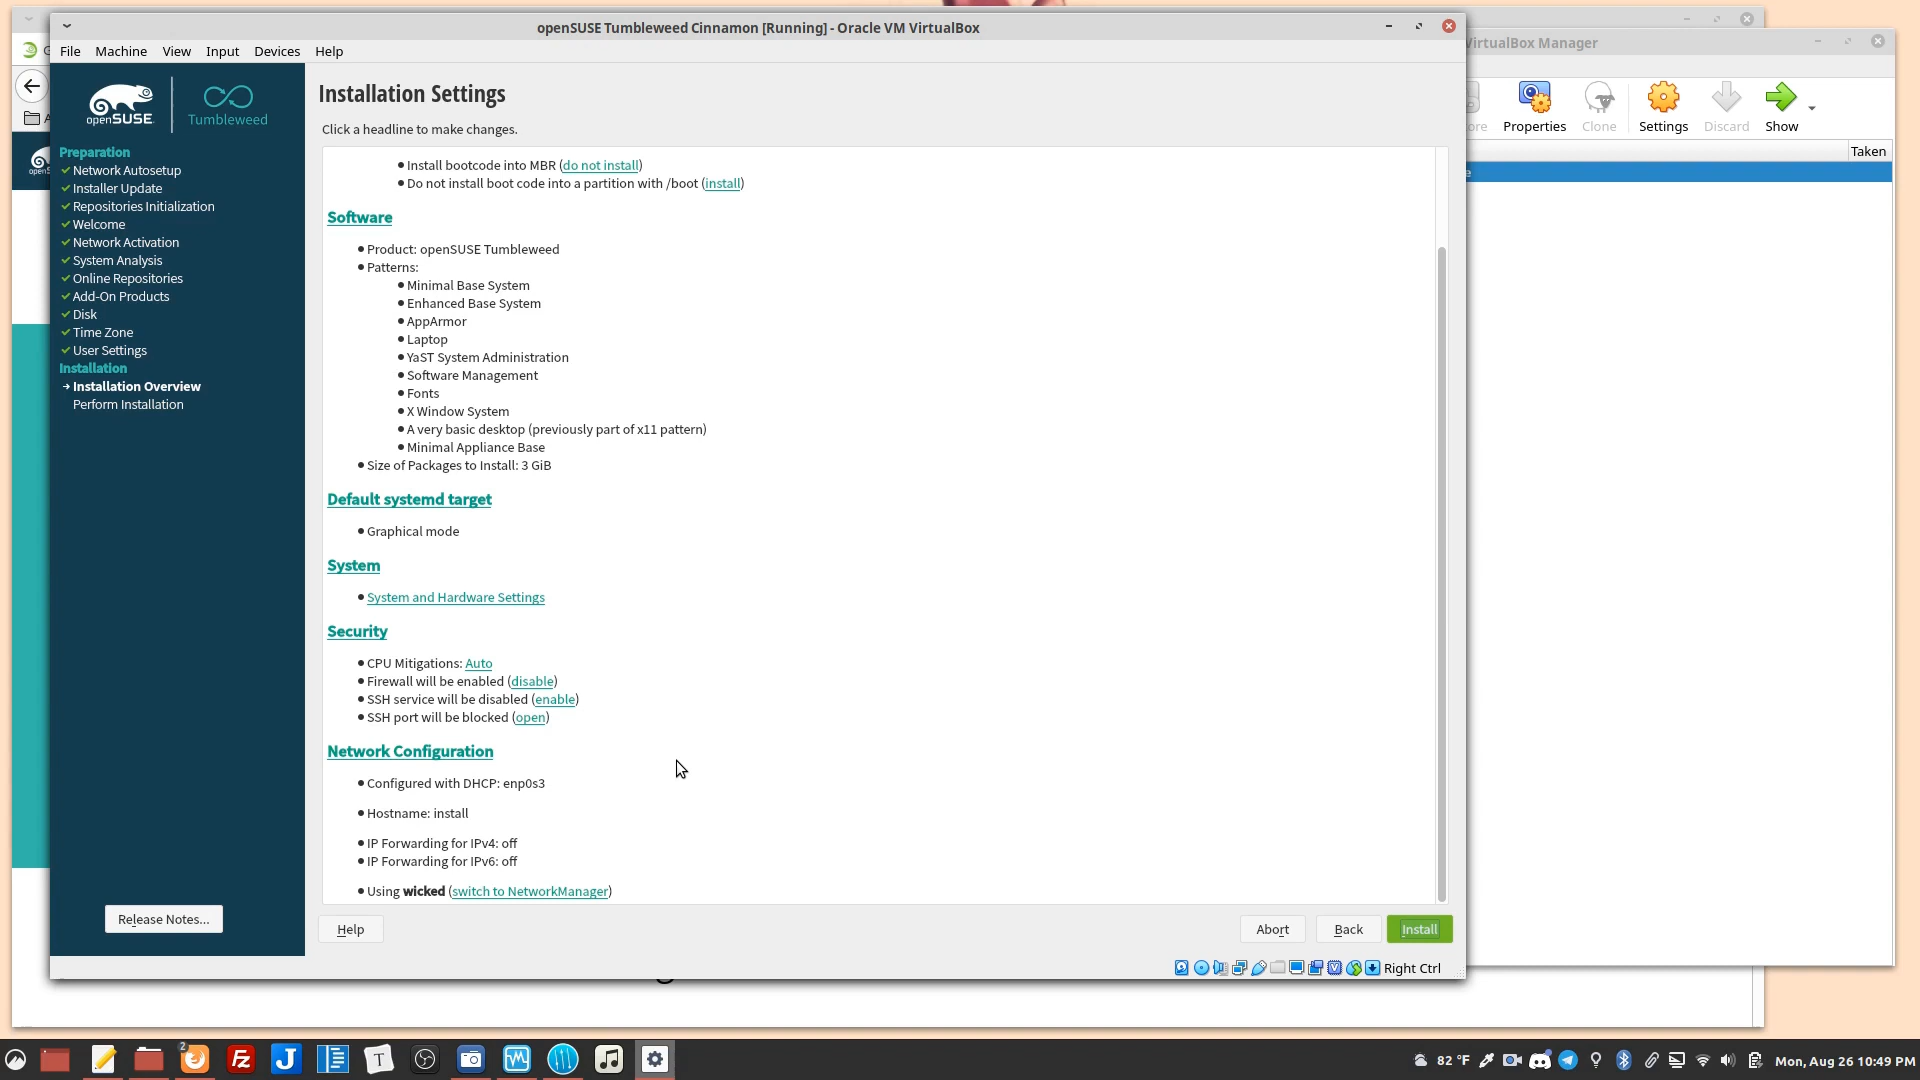 openSUSE Tumbleweed Cinnamon [Running] - Oracle VM VirtualBox
File Machine View Input Devices Help
VirtualBox Manager
Properties
Clone
Settings
Discard
Show
Taken
openSUSE
Tumbleweed
Preparation
Network Autosetup
Installer Update
Repositories Initialization
Welcome
Network Activation
System Analysis
Online Repositories
Add-On Products
Disk
Time Zone
User Settings
Installation
Installation Overview
Perform Installation
Release Notes...
Installation Settings
Click a headline to make changes.
Install bootcode into MBR (do not install)
Do not install boot code into a partition with /boot (install)
Software
Product: openSUSE Tumbleweed
Patterns:
Minimal Base System
Enhanced Base System
AppArmor
Laptop
YaST System Administration
Software Management
Fonts
X Window System
A very basic desktop (previously part of x11 pattern)
Minimal Appliance Base
Size of Packages to Install: 3 GiB
Default systemd target
Graphical mode
System
System and Hardware Settings
Security
CPU Mitigations: Auto
Firewall will be enabled (disable)
SSH service will be disabled (enable)
SSH port will be blocked (open)
Network Configuration
Configured with DHCP: enp0s3
Hostname: install
IP Forwarding for IPv4: off
IP Forwarding for IPv6: off
Using wicked (switch to NetworkManager)
Help
Abort
Back
Install
Right Ctrl
2
82 °F
Mon, Aug 26 10:49 PM